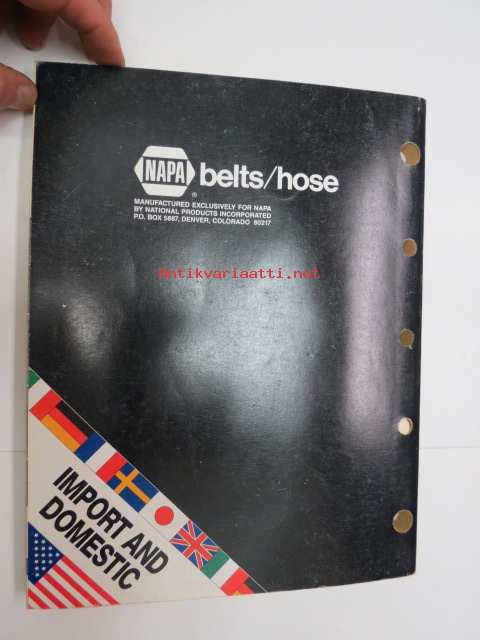 NAPA® belts/hose
MANUFACTURED EXCLUSIVELY FOR NAPA
BY NATIONAL PRODUCTS INCORPORATED
P.O. BOX 5887, DENVER, COLORADO 80217
Antikvariaatti.net
IMPORT AND
DOMESTIC